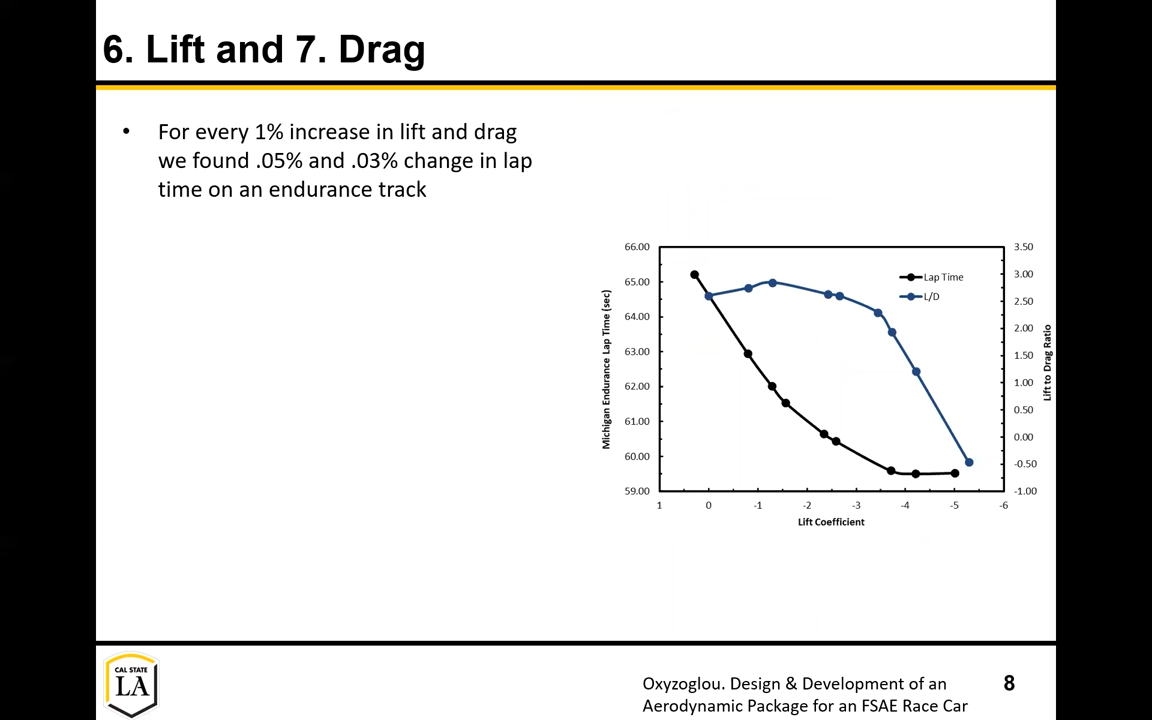 6. Lift and 7. Drag
• For every 1% increase in lift and drag
we found .05% and .03% change in lap
time on an endurance track
66.00
65.00
64.00
63.00
62.00
61.00
60.00
59.00
Michigan Endurance Lap Time (sec)
Lap Time
L/D
3.50
3.00
2.50
2.00
1.50
1.00
0.50
0.00
-0.50
-1.00
Lift to Drag Ratio
1 0 -1 -2 -3 -4 -5 -6
Lift Coefficient
CAL STATE
LA
Oxyzoglou. Design & Development of an
Aerodynamic Package for an FSAE Race Car
8